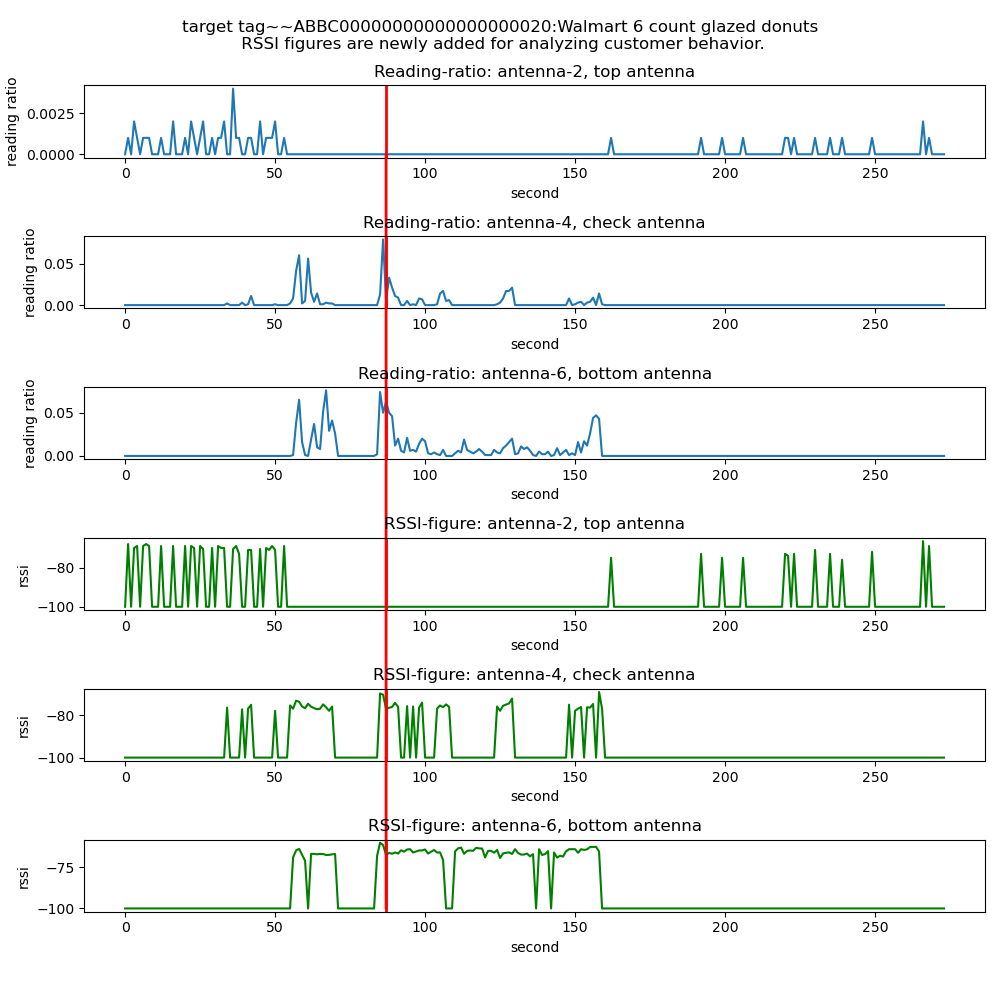 target tag~~ABBC00000000000000000020:Walmart 6 count glazed donuts
RSSI figures are newly added for analyzing customer behavior.
Reading-ratio: antenna-2, top antenna
reading ratio
0.0025
0.0000
0 50 100 150 200 250
second
Reading-ratio: antenna-4, check antenna
reading ratio
0.05
0.00
0 50 100 150 200 250
second
Reading-ratio: antenna-6, bottom antenna
reading ratio
0.05
0.00
0 50 100 150 200 250
second
RSSI-figure: antenna-2, top antenna
rssi
−80
−100
0 50 100 150 200 250
second
RSSI-figure: antenna-4, check antenna
rssi
−80
−100
0 50 100 150 200 250
second
RSSI-figure: antenna-6, bottom antenna
rssi
−75
−100
0 50 100 150 200 250
second